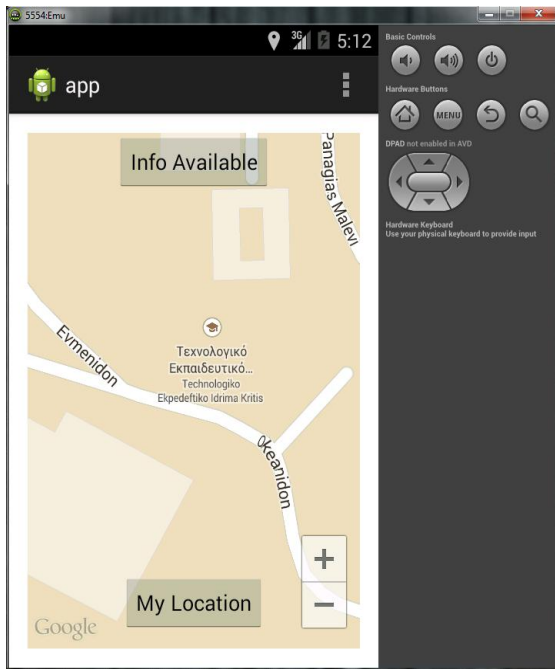 5554:Emu
3G 5:12
app
Info Available
Panagias Malevi
Evmenidon
Τεχνολογικό
Εκπαιδευτικό...
Technologiko
Ekpedeftiko Idrima Kritis
Okeanidon
+
My Location
−
Google
Basic Controls
Hardware Buttons
MENU
DPAD not enabled in AVD
Hardware Keyboard
Use your physical keyboard to provide input